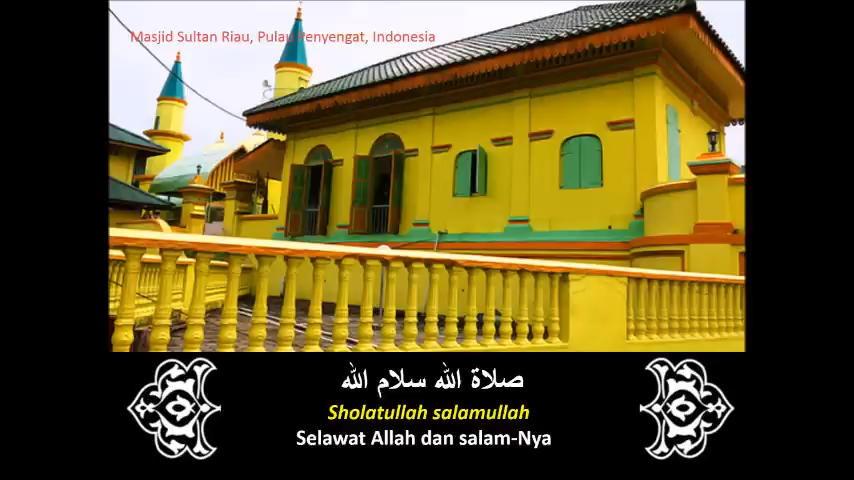 Masjid Sultan Riau, Pulau Penyengat, Indonesia
صلاة الله سلام الله
Sholatullah salamullah
Selawat Allah dan salam-Nya